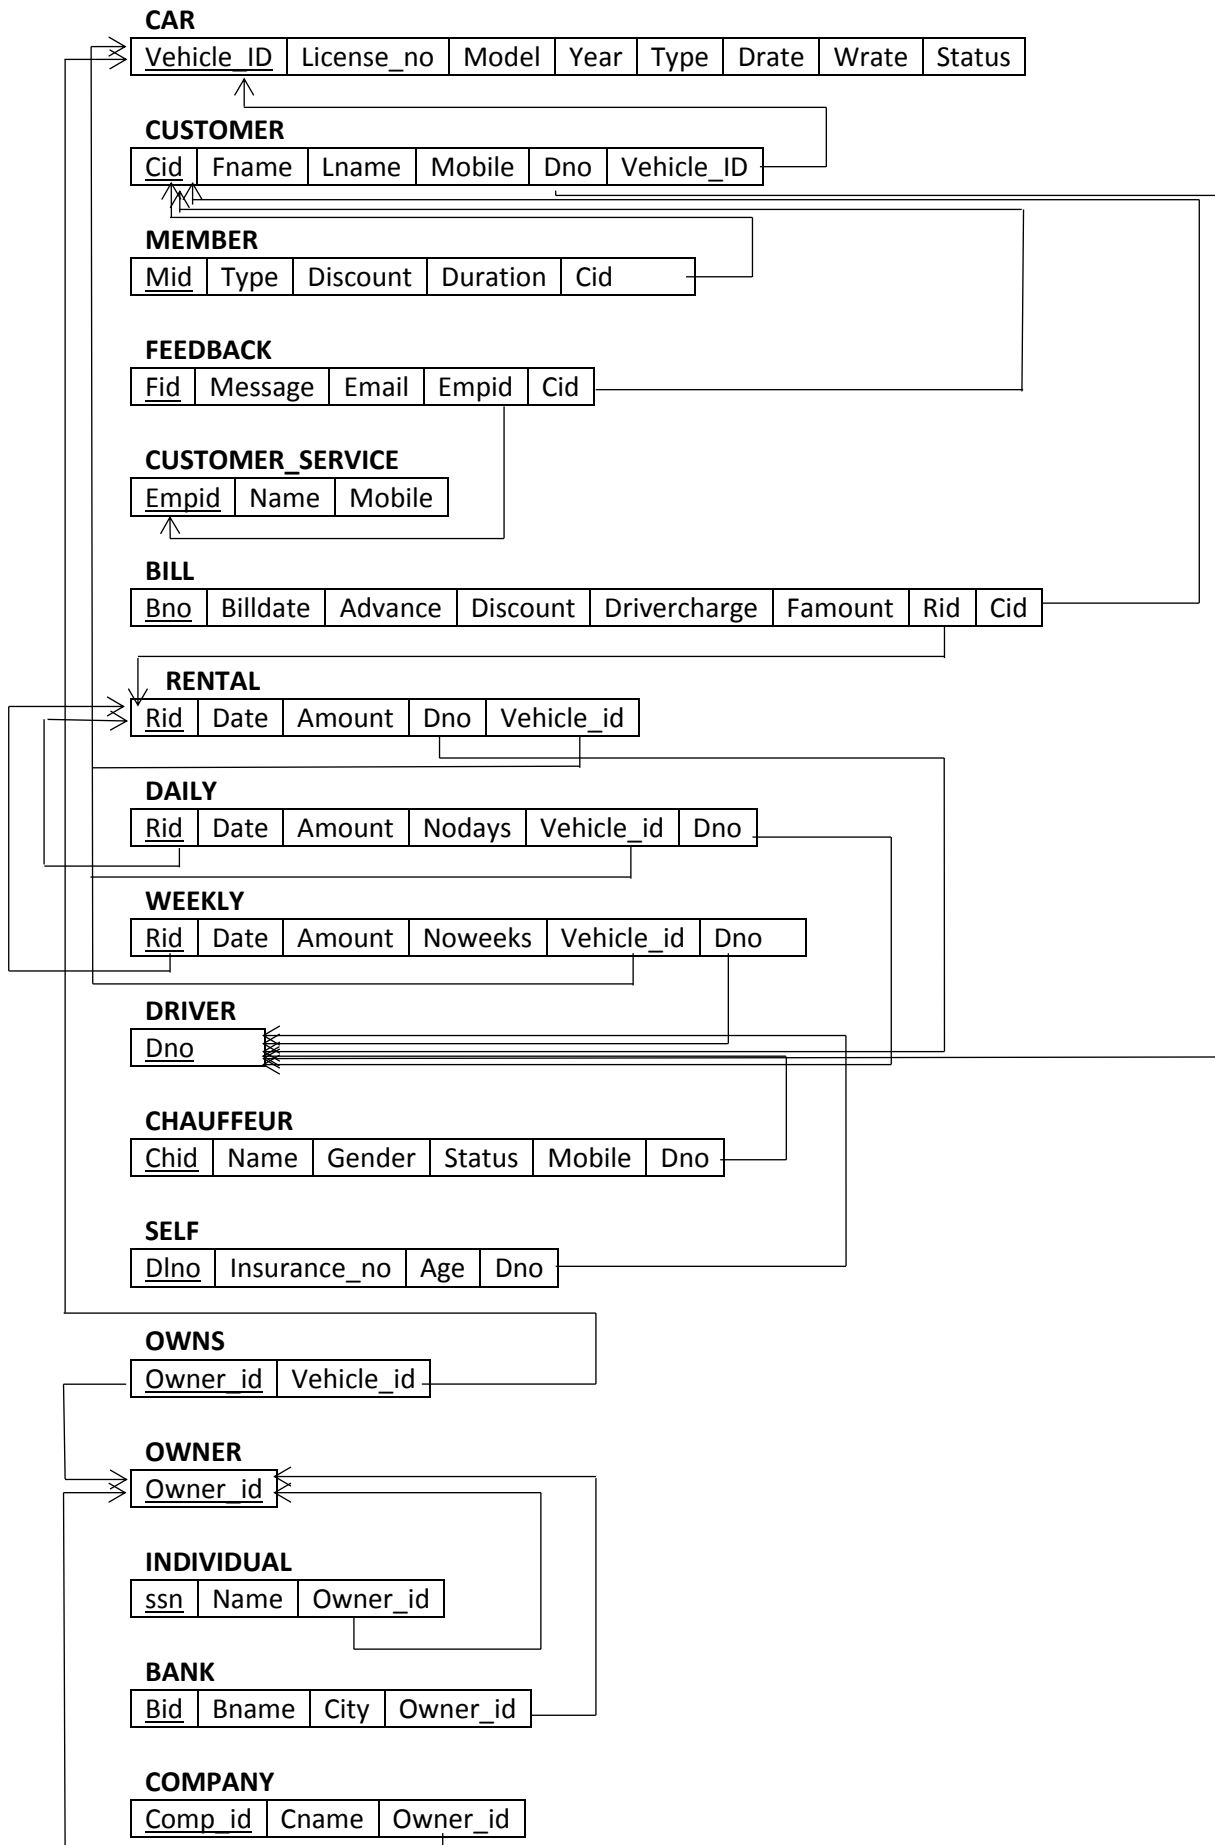 CAR
Vehicle_ID License_no Model Year Type Drate Wrate Status
CUSTOMER
Cid Fname Lname Mobile Dno Vehicle_ID
MEMBER
Mid Type Discount Duration Cid
FEEDBACK
Fid Message Email Empid Cid
CUSTOMER_SERVICE
Empid Name Mobile
BILL
Bno Billdate Advance Discount Drivercharge Famount Rid Cid
RENTAL
Rid Date Amount Dno Vehicle_id
DAILY
Rid Date Amount Nodays Vehicle_id Dno
WEEKLY
Rid Date Amount Noweeks Vehicle_id Dno
DRIVER
Dno
CHAUFFEUR
Chid Name Gender Status Mobile Dno
SELF
Dlno Insurance_no Age Dno
OWNS
Owner_id Vehicle_id
OWNER
Owner_id
INDIVIDUAL
ssn Name Owner_id
BANK
Bid Bname City Owner_id
COMPANY
Comp_id Cname Owner_id